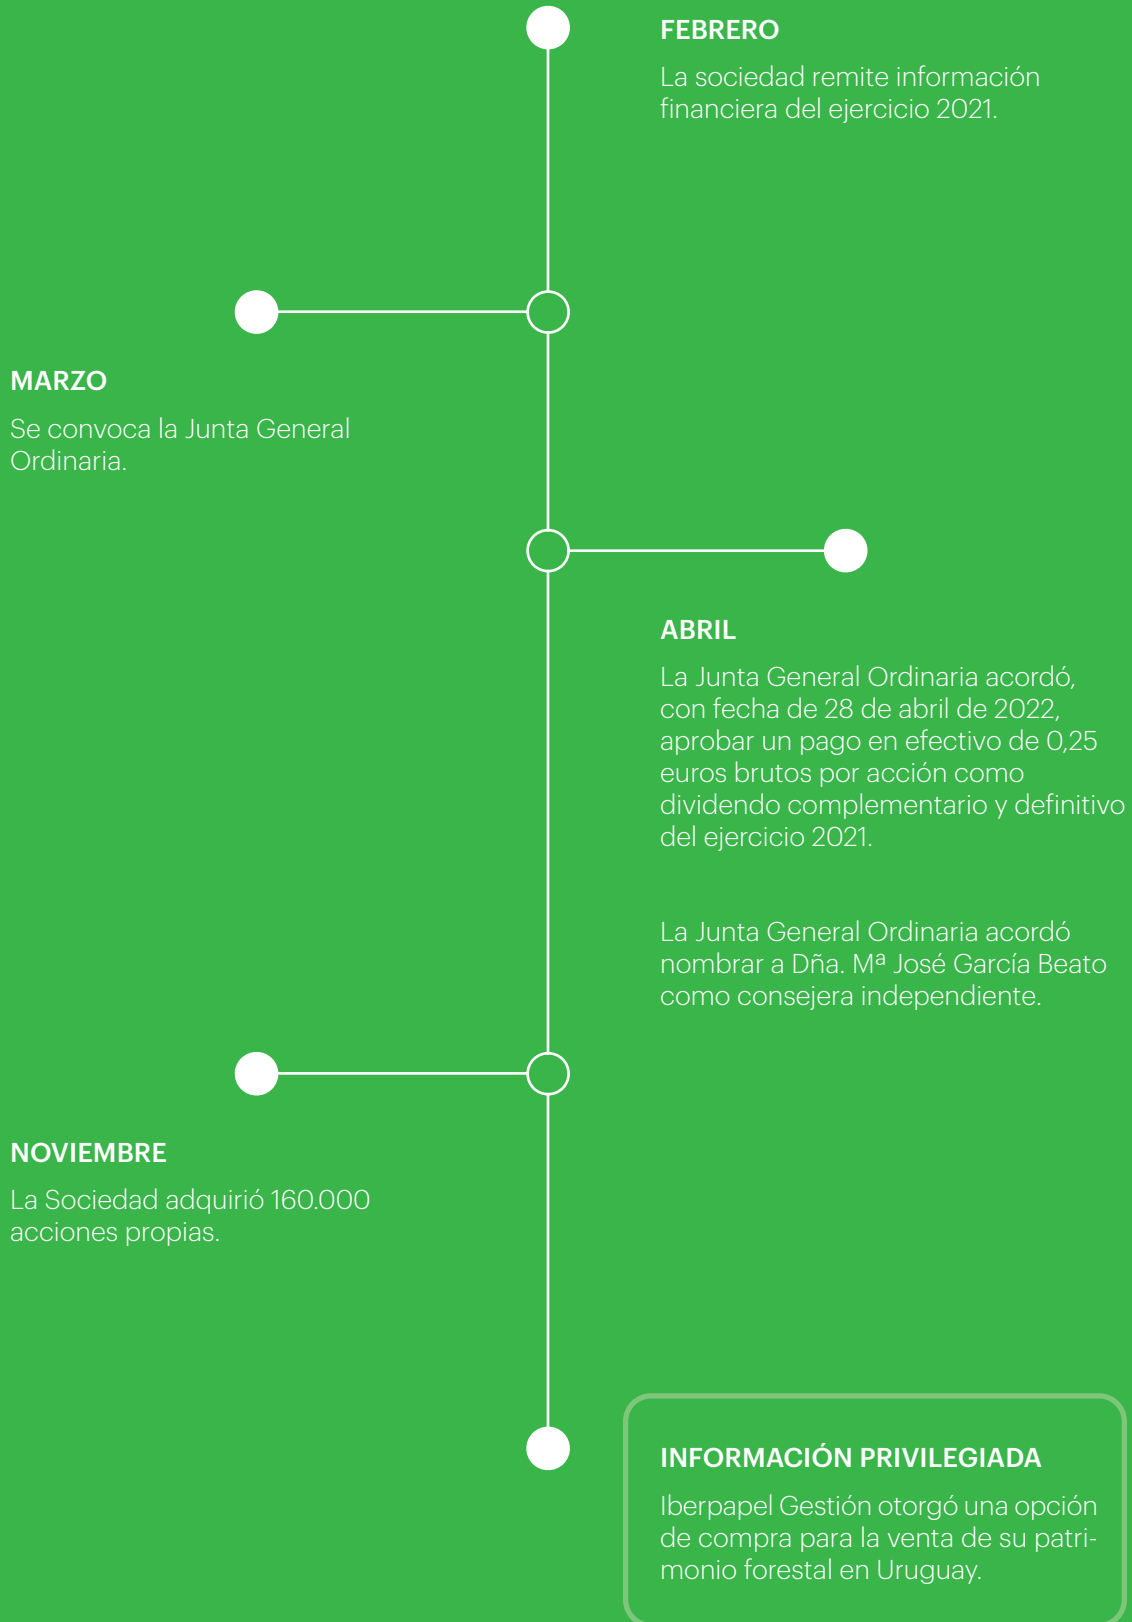 FEBRERO
La sociedad remite información
financiera del ejercicio 2021.
MARZO
Se convoca la Junta General
Ordinaria.
ABRIL
La Junta General Ordinaria acordó,
con fecha de 28 de abril de 2022,
aprobar un pago en efectivo de 0,25
euros brutos por acción como
dividendo complementario y definitivo
del ejercicio 2021.
La Junta General Ordinaria acordó
nombrar a Dña. Mª José García Beato
como consejera independiente.
NOVIEMBRE
La Sociedad adquirió 160.000
acciones propias.
INFORMACIÓN PRIVILEGIADA
Iberpapel Gestión otorgó una opción
de compra para la venta de su patri-
monio forestal en Uruguay.